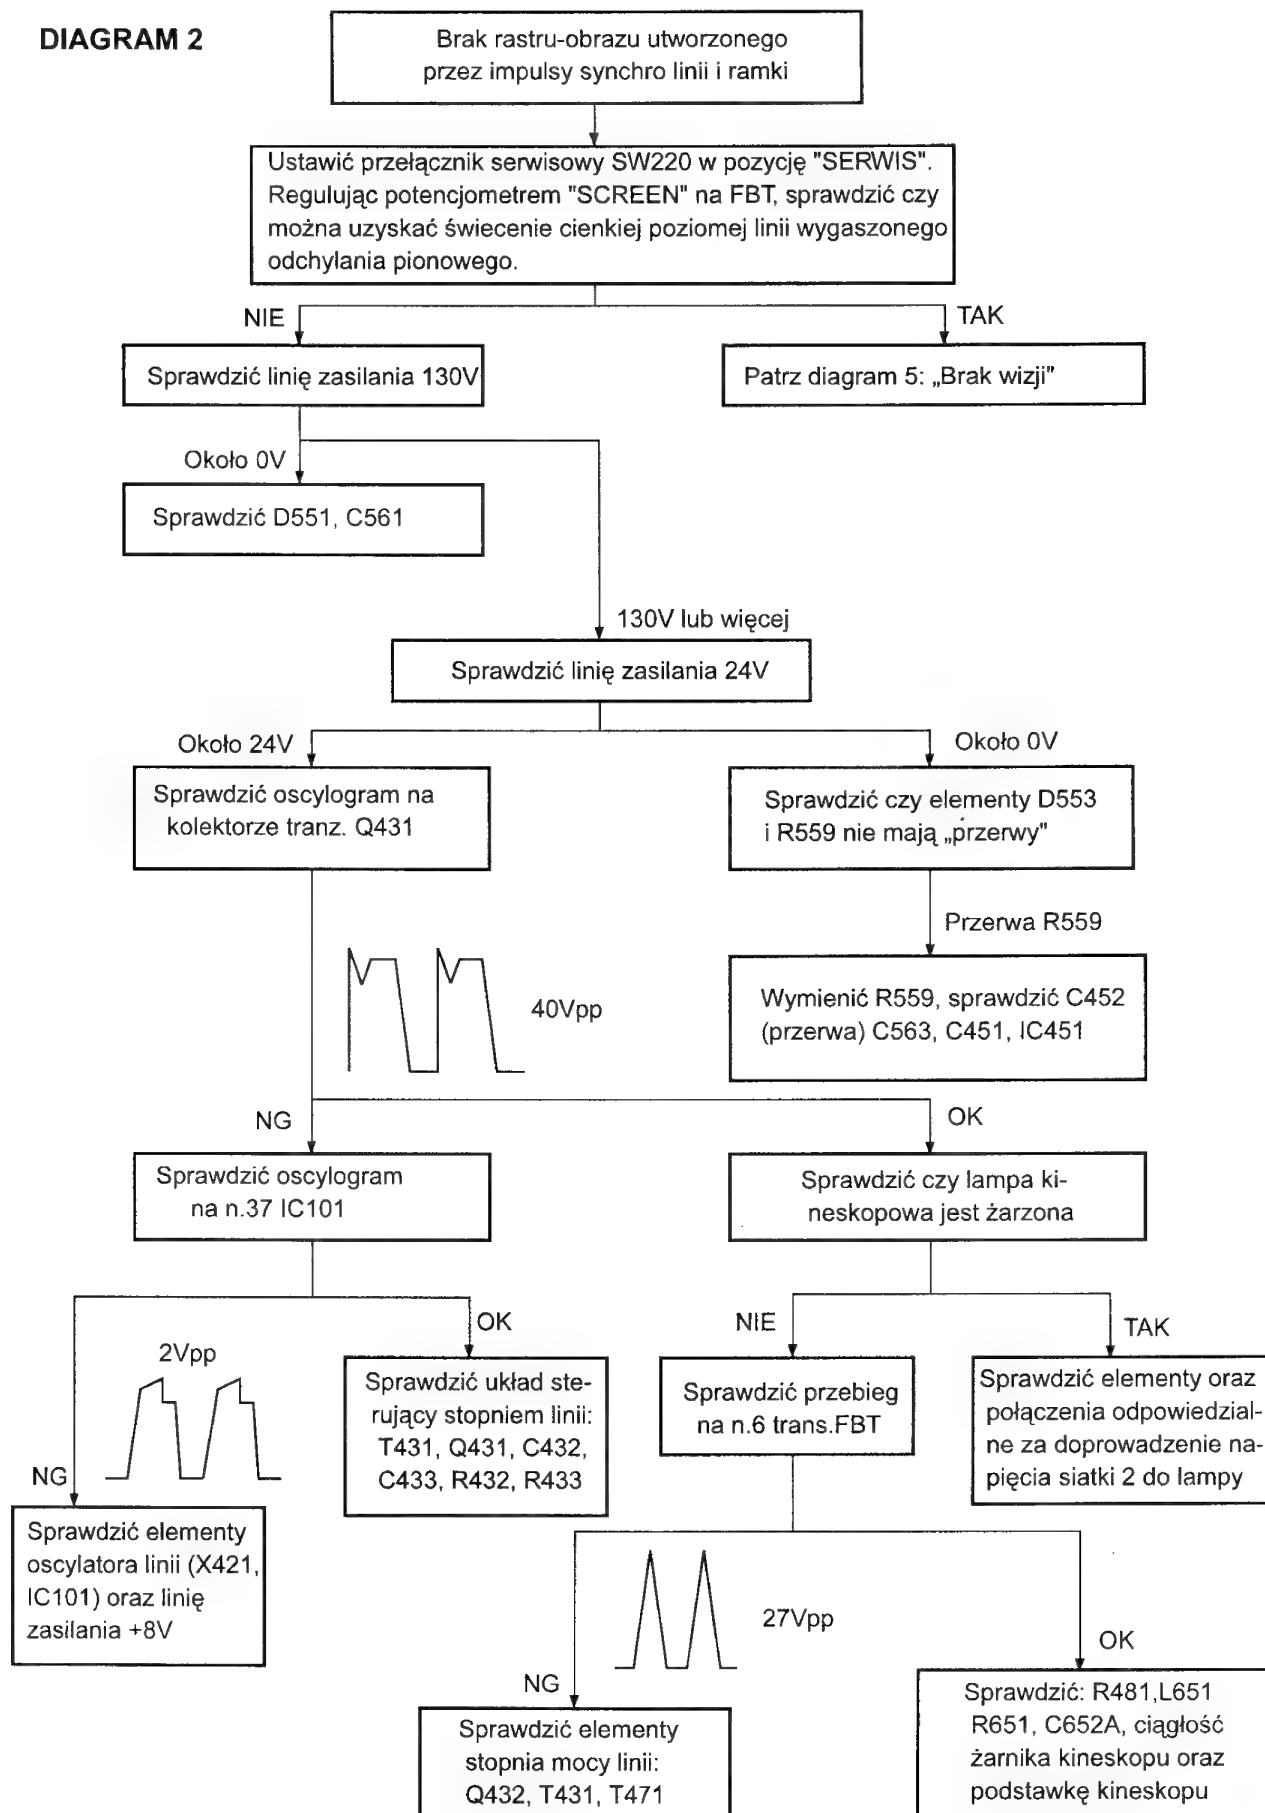 DIAGRAM 2
Brak rastru-obrazu utworzonego
przez impulsy synchro linii i ramki
Ustawić przełącznik serwisowy SW220 w pozycję "SERWIS".
Regulując potencjometrem "SCREEN" na FBT, sprawdzić czy
można uzyskać świecenie cienkiej poziomej linii wygaszonego
odchylania pionowego.
NIE
TAK
Sprawdzić linię zasilania 130V
Patrz diagram 5: „Brak wizji"
Około 0V
Sprawdzić D551, C561
130V lub więcej
Sprawdzić linię zasilania 24V
Około 24V
Około 0V
Sprawdzić oscylogram na
kolektorze tranz. Q431
Sprawdzić czy elementy D553
i R559 nie mają „przerwy"
Przerwa R559
40Vpp
Wymienić R559, sprawdzić C452
(przerwa) C563, C451, IC451
NG
OK
Sprawdzić oscylogram
na n.37 IC101
Sprawdzić czy lampa ki-
neskopowa jest żarzona
OK
NIE
TAK
2Vpp
NG
Sprawdzić układ ste-
rujący stopniem linii:
T431, Q431, C432,
C433, R432, R433
Sprawdzić przebieg
na n.6 trans.FBT
Sprawdzić elementy oraz
połączenia odpowiedzial-
ne za doprowadzenie na-
pięcia siatki 2 do lampy
Sprawdzić elementy
oscylatora linii (X421,
IC101) oraz linię
zasilania +8V
27Vpp
NG
OK
Sprawdzić elementy
stopnia mocy linii:
Q432, T431, T471
Sprawdzić: R481,L651
R651, C652A, ciągłość
żarnika kineskopu oraz
podstawkę kineskopu